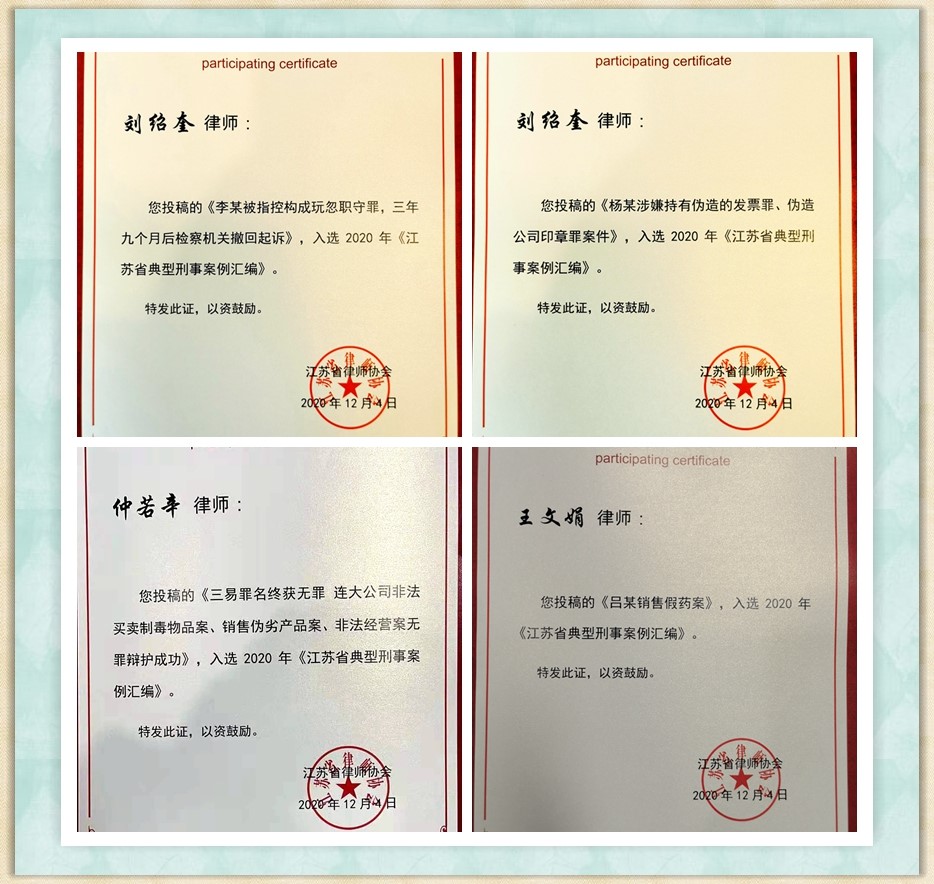 participating certificate
刘绍奎 律师：
您投稿的《李某被指控构成玩忽职守罪，三年
九个月后检察机关撤回起诉》，入选 2020 年《江
苏省典型刑事案例汇编》。
特发此证，以资鼓励。
江苏省律师协会
2020 年 12 月 4 日
participating certificate
刘绍奎 律师：
您投稿的《杨某涉嫌持有伪造的发票罪、伪造
公司印章罪案件》，入选 2020 年《江苏省典型刑
事案例汇编》。
特发此证，以资鼓励。
江苏省律师协会
2020 年 12 月 4 日
仲若辛 律师：
您投稿的《三易罪名终获无罪 连大公司非法
买卖制毒物品案、销售伪劣产品案、非法经营案无
罪辩护成功》，入选 2020 年《江苏省典型刑事案
例汇编》。
特发此证，以资鼓励。
江苏省律师协会
2020 年 12 月 4 日
participating certificate
王文娟 律师：
您投稿的《吕某销售假药案》，入选 2020 年
《江苏省典型刑事案例汇编》。
特发此证，以资鼓励。
江苏省律师协会
2020 年 12 月 4 日